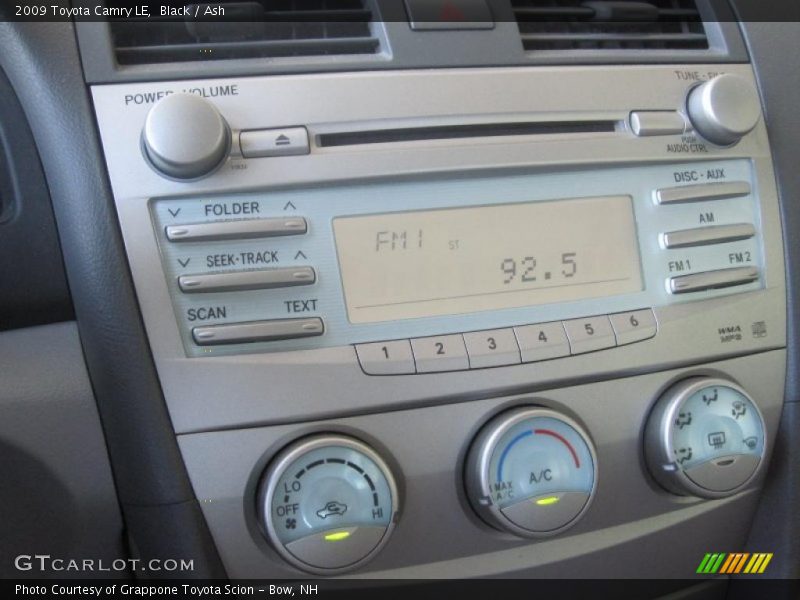 2009 Toyota Camry LE, Black / Ash
POWER VOLUME
PUSH
AUDIO CTRL
FOLDER
DISC · AUX
SEEK·TRACK
AM
FM1 ST
92.5
FM 1 FM 2
SCAN TEXT
1 2 3 4 5 6
WMA
MP3
LO
OFF HI
MAX
A/C
A/C
GTCARLOT.COM
Photo Courtesy of Grappone Toyota Scion - Bow, NH